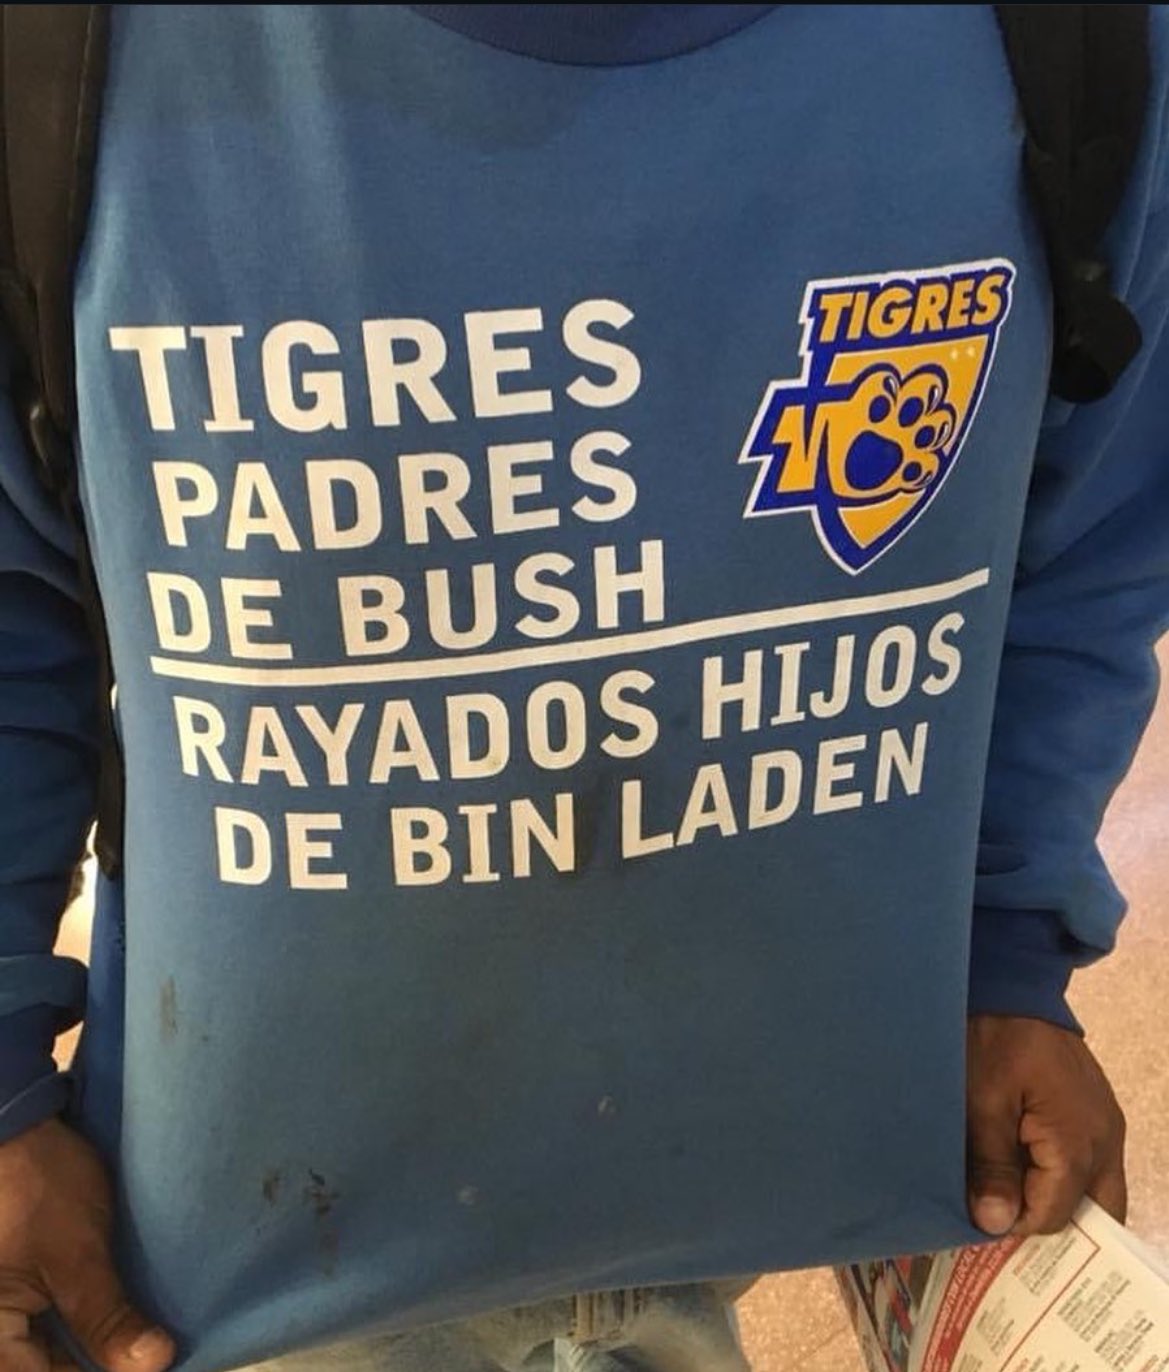 TIGRES
PADRES
DE BUSH
TIGRES
RAYADOS HIJOS
DE BIN LADEN